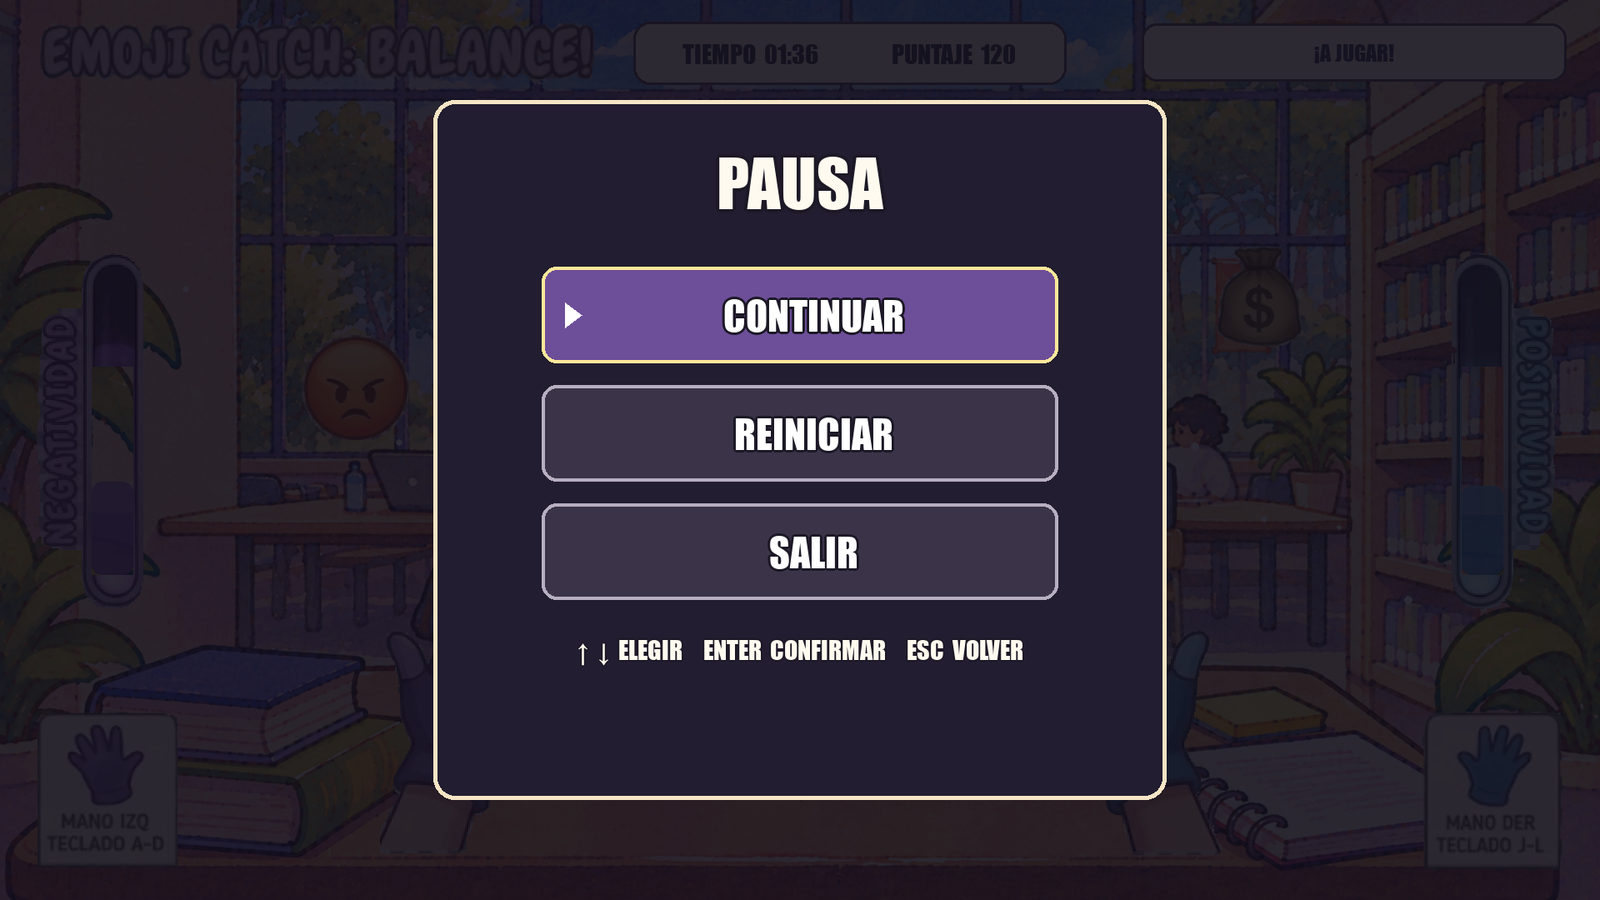 EMOJI CATCH: BALANCE!
TIEMPO 01:36 PUNTAJE 120
¡A JUGAR!
PAUSA
CONTINUAR
REINICIAR
SALIR
↑ ↓ ELEGIR ENTER CONFIRMAR ESC VOLVER
NEGATIVIDAD
POSITIVIDAD
$
MANO IZQ
TECLADO A-D
MANO DER
TECLADO J-L